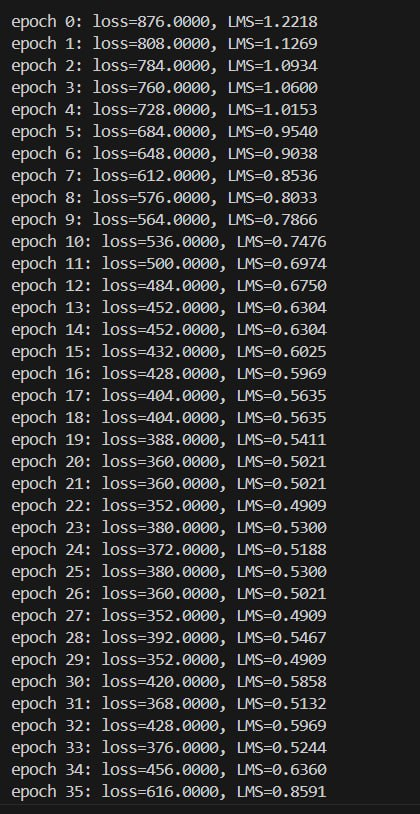 epoch 0: loss=876.0000, LMS=1.2218
epoch 1: loss=808.0000, LMS=1.1269
epoch 2: loss=784.0000, LMS=1.0934
epoch 3: loss=760.0000, LMS=1.0600
epoch 4: loss=728.0000, LMS=1.0153
epoch 5: loss=684.0000, LMS=0.9540
epoch 6: loss=648.0000, LMS=0.9038
epoch 7: loss=612.0000, LMS=0.8536
epoch 8: loss=576.0000, LMS=0.8033
epoch 9: loss=564.0000, LMS=0.7866
epoch 10: loss=536.0000, LMS=0.7476
epoch 11: loss=500.0000, LMS=0.6974
epoch 12: loss=484.0000, LMS=0.6750
epoch 13: loss=452.0000, LMS=0.6304
epoch 14: loss=452.0000, LMS=0.6304
epoch 15: loss=432.0000, LMS=0.6025
epoch 16: loss=428.0000, LMS=0.5969
epoch 17: loss=404.0000, LMS=0.5635
epoch 18: loss=404.0000, LMS=0.5635
epoch 19: loss=388.0000, LMS=0.5411
epoch 20: loss=360.0000, LMS=0.5021
epoch 21: loss=360.0000, LMS=0.5021
epoch 22: loss=352.0000, LMS=0.4909
epoch 23: loss=380.0000, LMS=0.5300
epoch 24: loss=372.0000, LMS=0.5188
epoch 25: loss=380.0000, LMS=0.5300
epoch 26: loss=360.0000, LMS=0.5021
epoch 27: loss=352.0000, LMS=0.4909
epoch 28: loss=392.0000, LMS=0.5467
epoch 29: loss=352.0000, LMS=0.4909
epoch 30: loss=420.0000, LMS=0.5858
epoch 31: loss=368.0000, LMS=0.5132
epoch 32: loss=428.0000, LMS=0.5969
epoch 33: loss=376.0000, LMS=0.5244
epoch 34: loss=456.0000, LMS=0.6360
epoch 35: loss=616.0000, LMS=0.8591